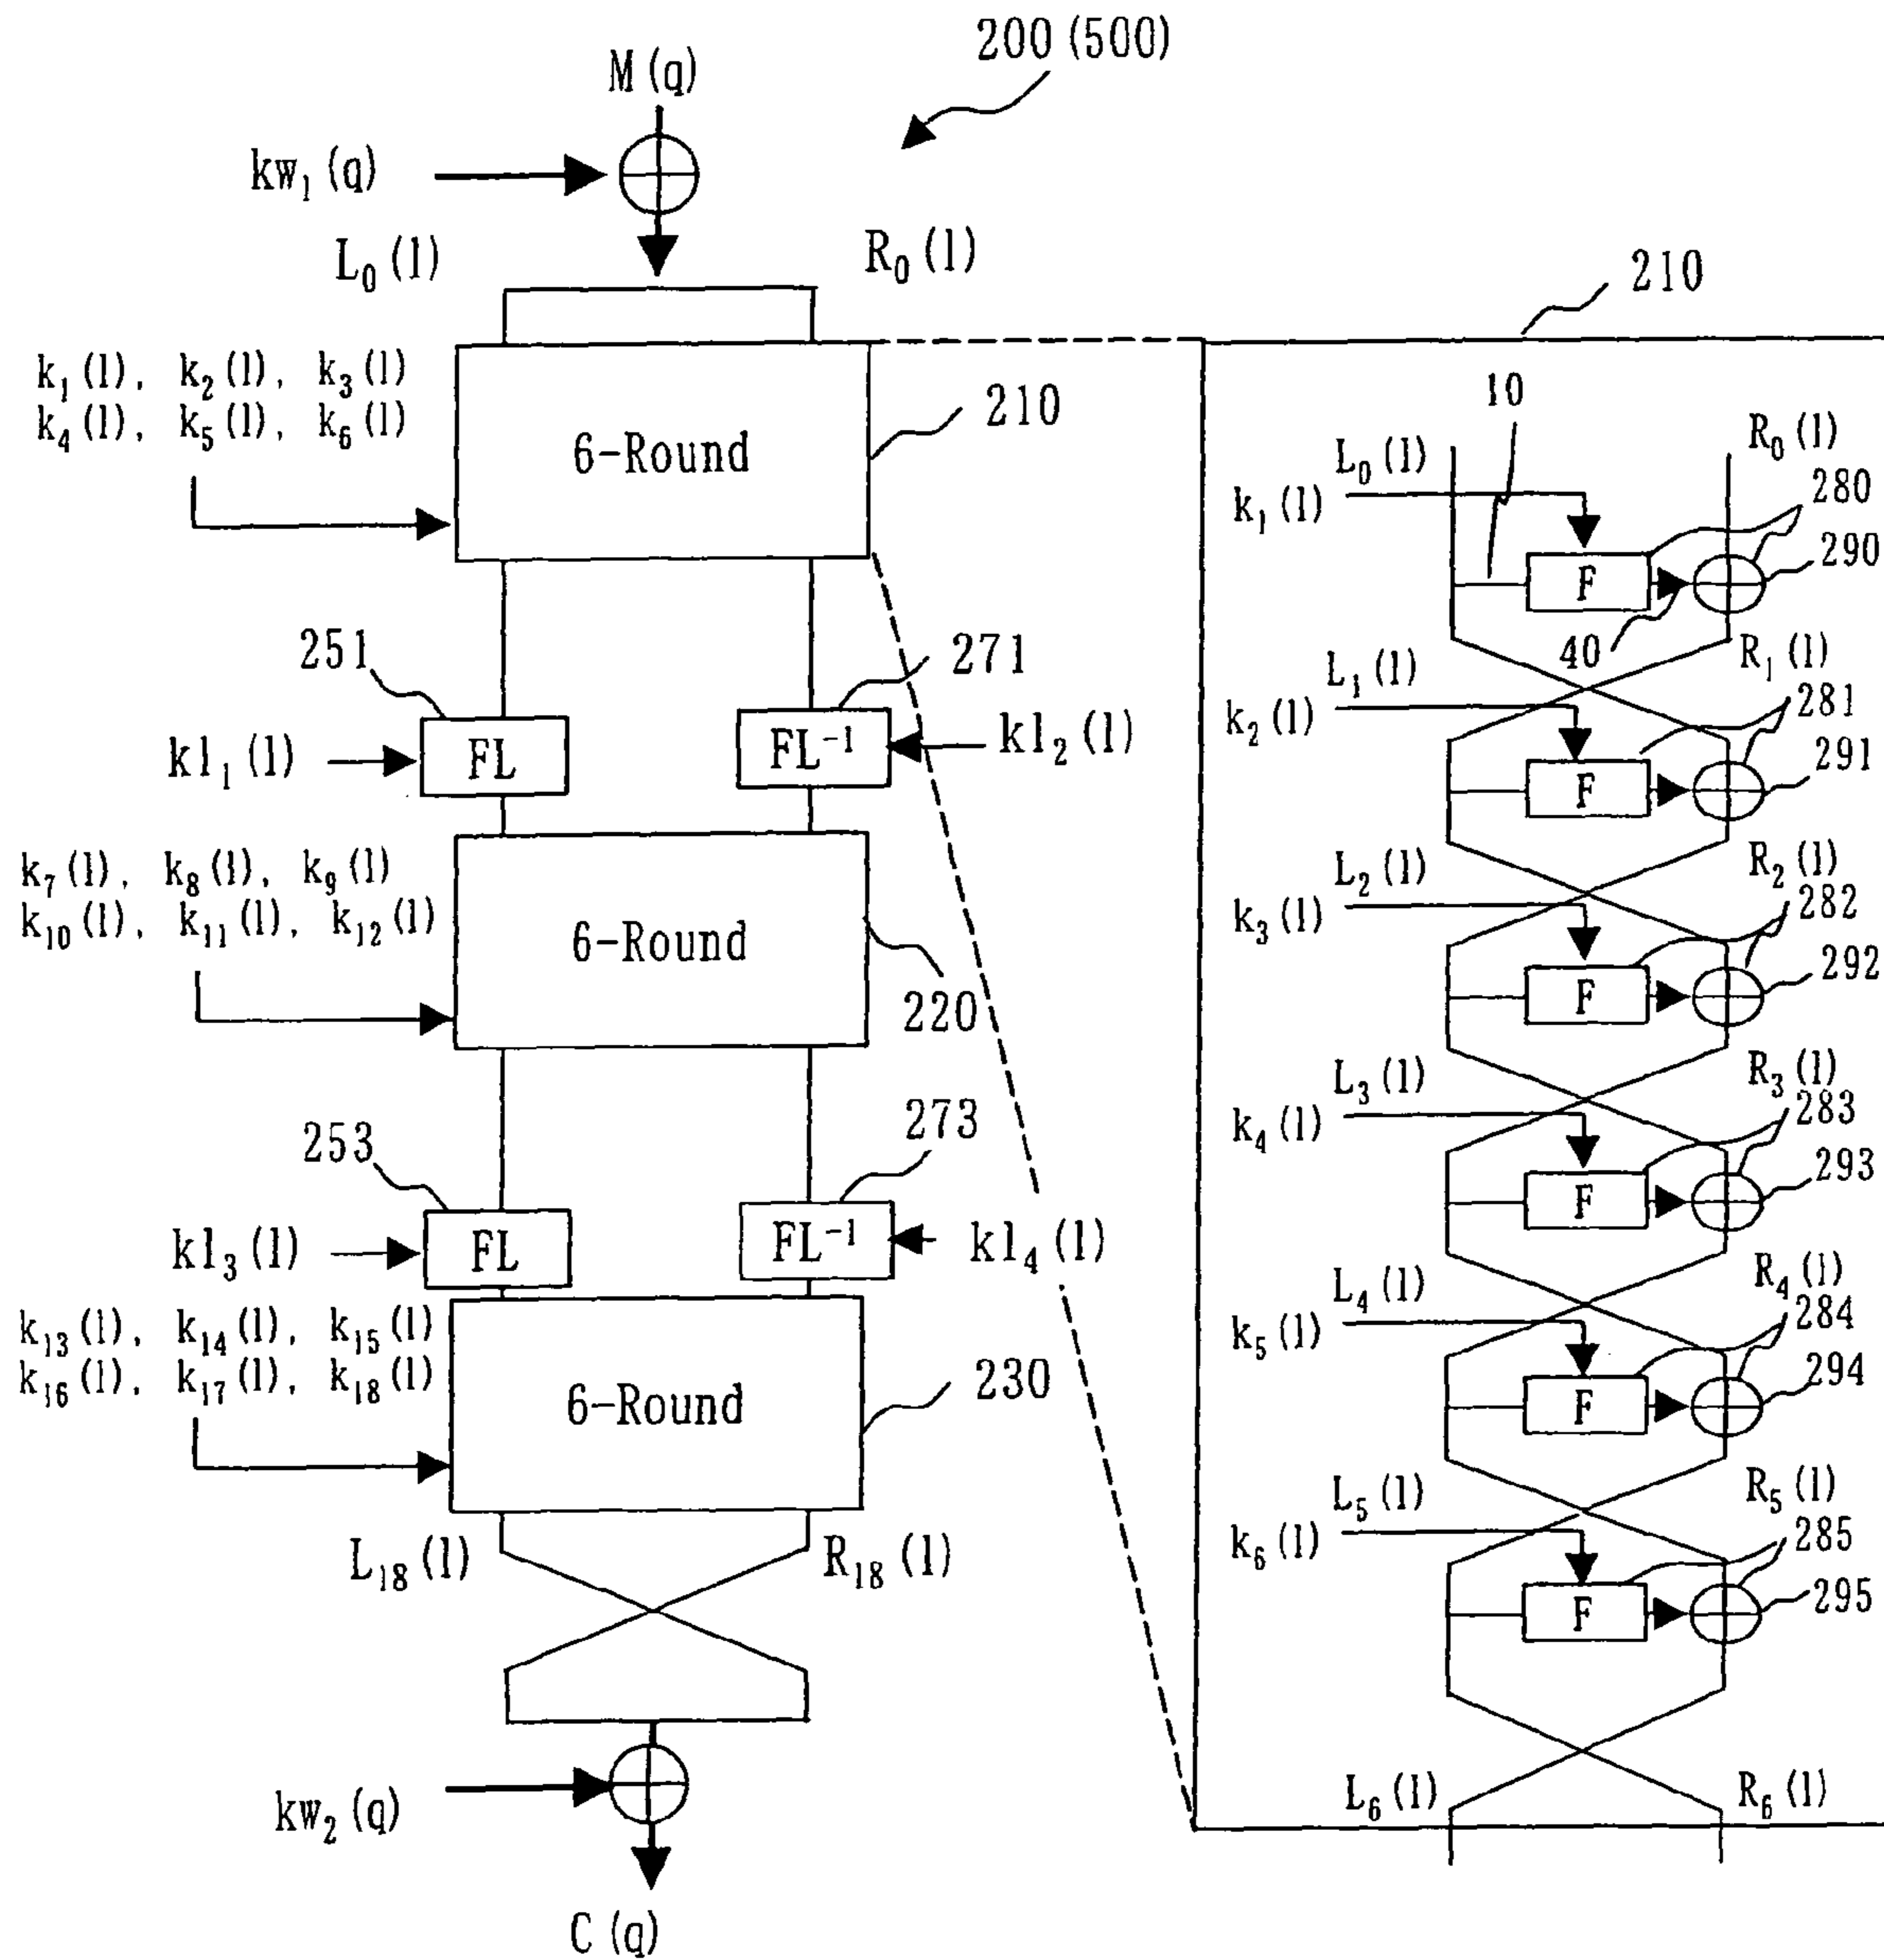 200 (500)
M (q)
kw₁ (q)
L₀ (l)
R₀ (l)
k₁ (l), k₂ (l), k₃ (l)
k₄ (l), k₅ (l), k₆ (l)
6-Round
210
251
271
kl₁ (l)
FL
FL⁻¹
kl₂ (l)
k₇ (l), k₈ (l), k₉ (l)
k₁₀ (l), k₁₁ (l), k₁₂ (l)
6-Round
220
253
273
kl₃ (l)
FL
FL⁻¹
kl₄ (l)
k₁₃ (l), k₁₄ (l), k₁₅ (l)
k₁₆ (l), k₁₇ (l), k₁₈ (l)
6-Round
230
L₁₈ (l)
R₁₈ (l)
kw₂ (q)
C (q)
210
10
L₀ (l)
R₀ (l)
k₁ (l)
280
F
290
40
L₁ (l)
R₁ (l)
k₂ (l)
281
F
291
L₂ (l)
R₂ (l)
k₃ (l)
282
F
292
L₃ (l)
R₃ (l)
k₄ (l)
283
F
293
L₄ (l)
R₄ (l)
k₅ (l)
284
F
294
L₅ (l)
R₅ (l)
k₆ (l)
285
F
295
L₆ (l)
R₆ (l)